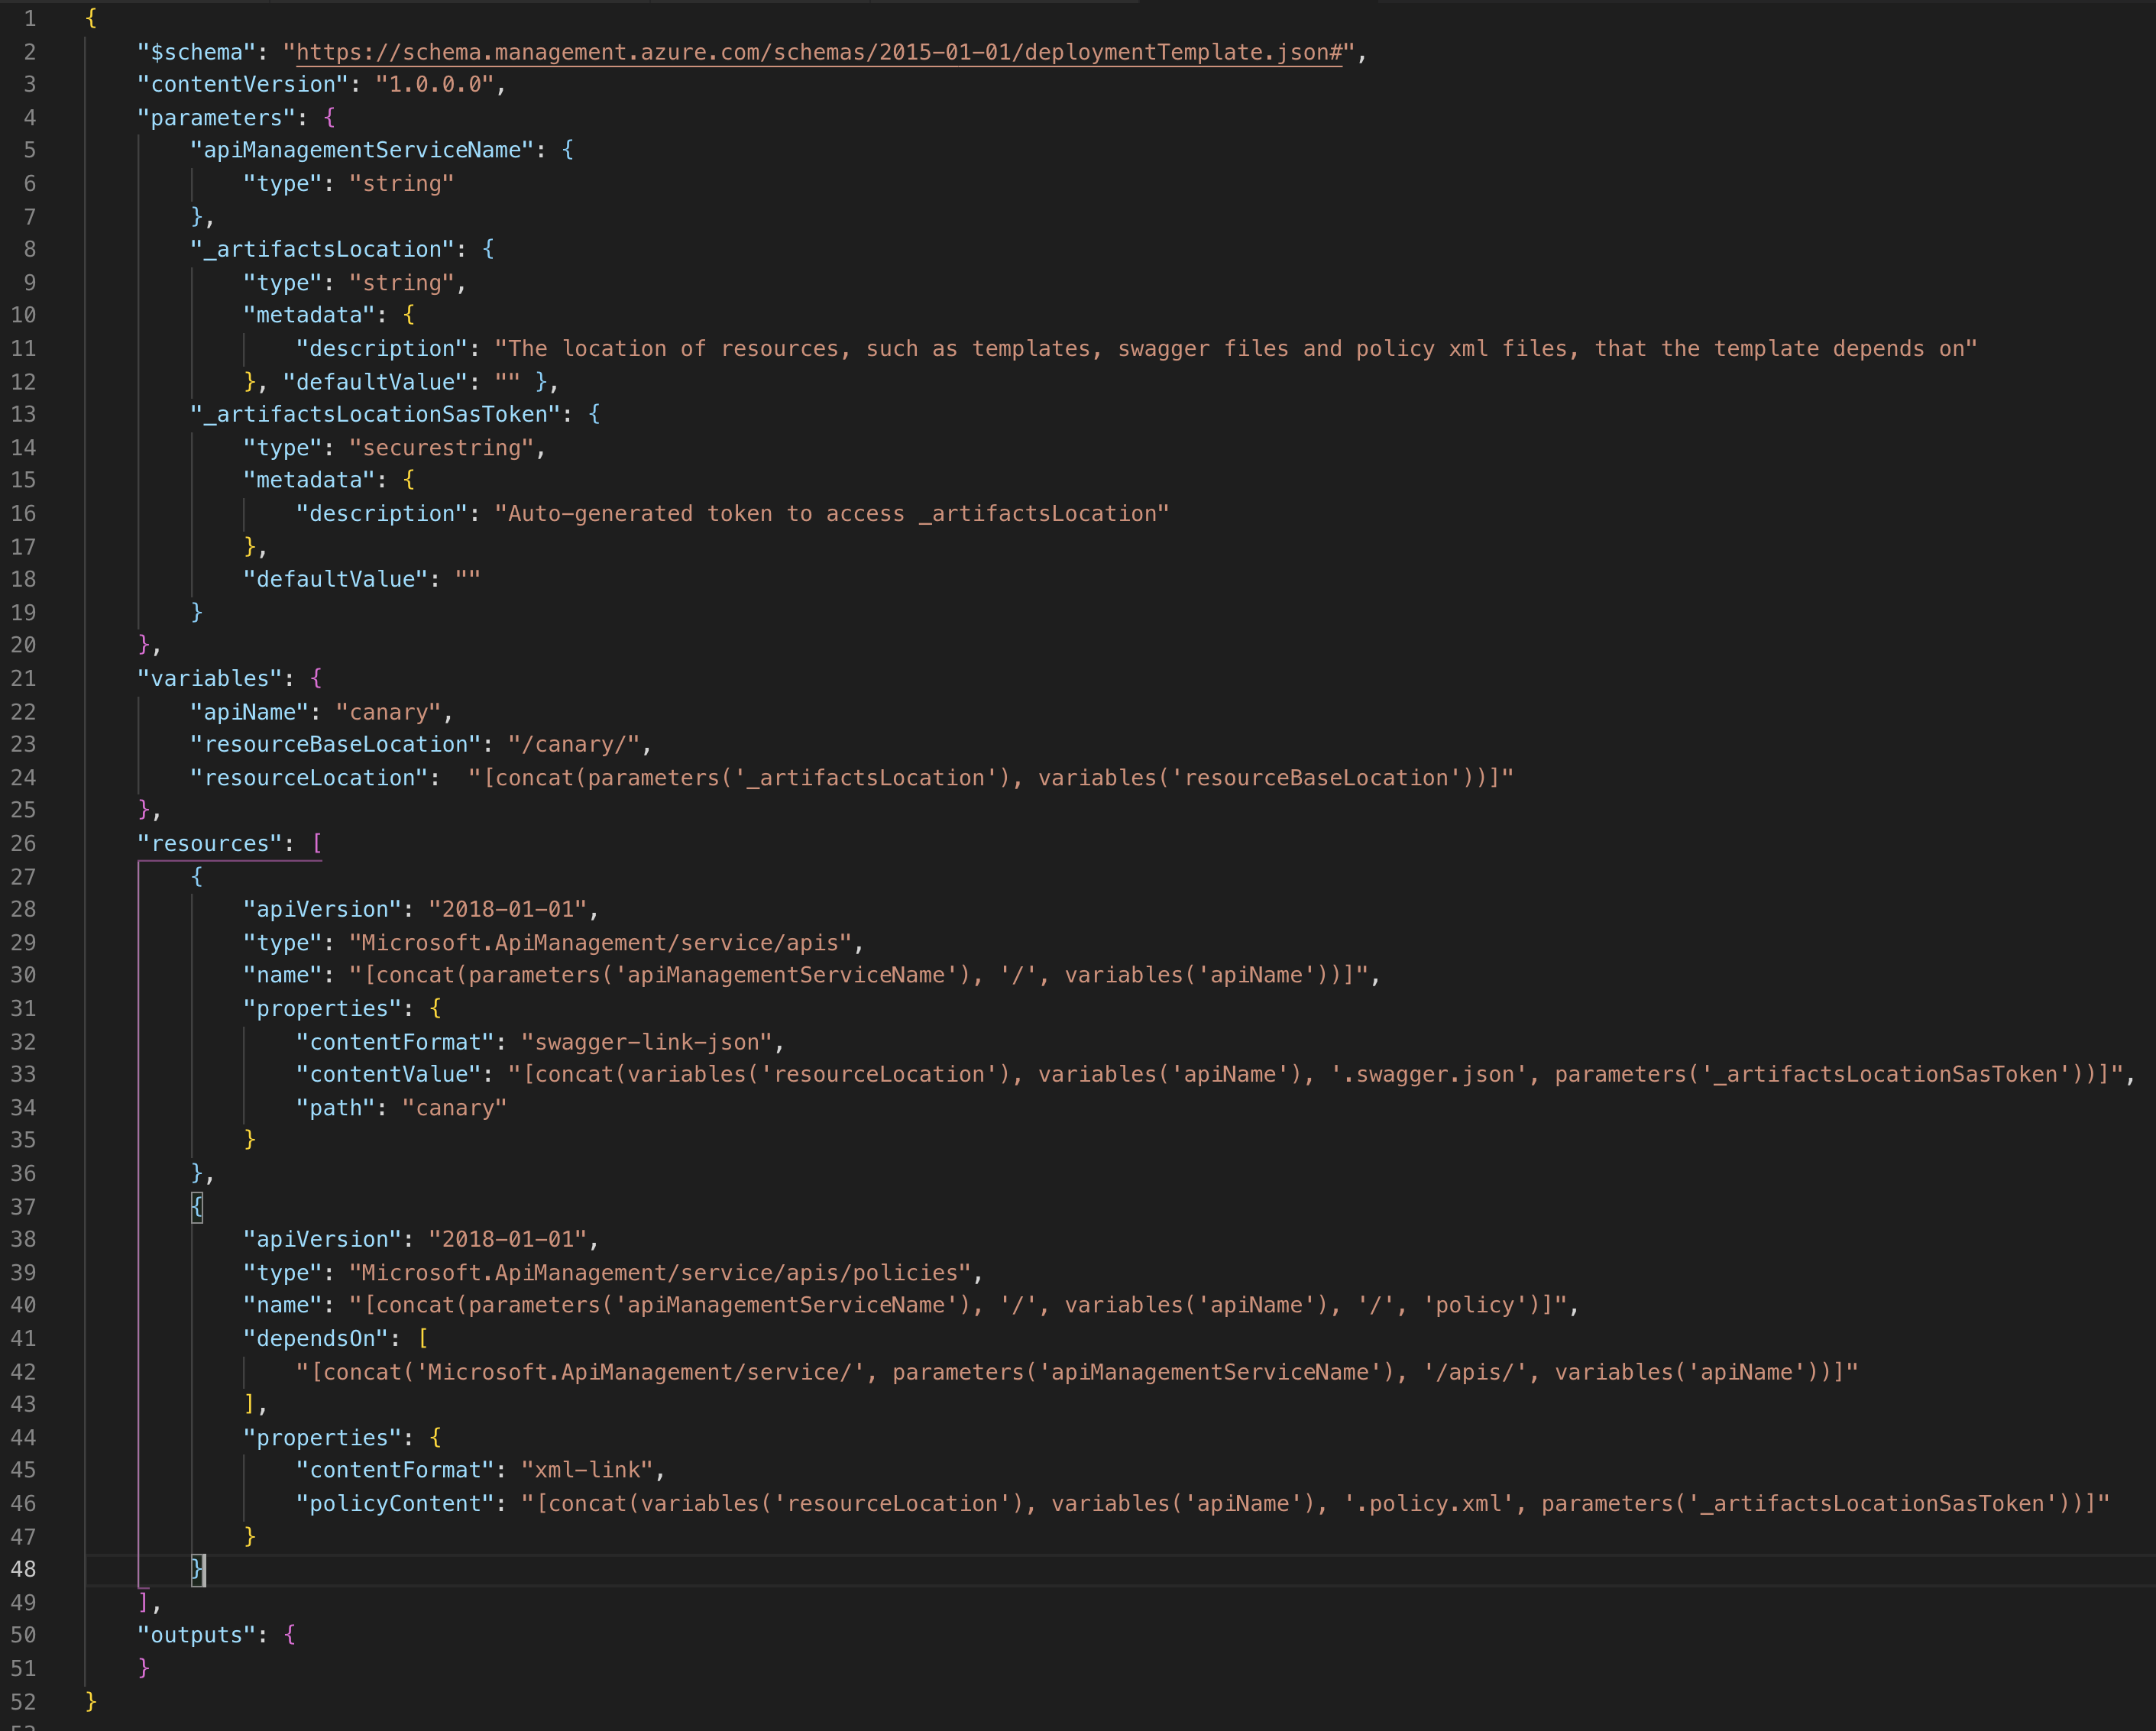 1 {
2     "$schema": "https://schema.management.azure.com/schemas/2015-01-01/deploymentTemplate.json#",
3     "contentVersion": "1.0.0.0",
4     "parameters": {
5         "apiManagementServiceName": {
6             "type": "string"
7         },
8         "_artifactsLocation": {
9             "type": "string",
10             "metadata": {
11                 "description": "The location of resources, such as templates, swagger files and policy xml files, that the template depends on"
12             }, "defaultValue": "" },
13         "_artifactsLocationSasToken": {
14             "type": "securestring",
15             "metadata": {
16                 "description": "Auto-generated token to access _artifactsLocation"
17             },
18             "defaultValue": ""
19         }
20     },
21     "variables": {
22         "apiName": "canary",
23         "resourceBaseLocation": "/canary/",
24         "resourceLocation":  "[concat(parameters('_artifactsLocation'), variables('resourceBaseLocation'))]"
25     },
26     "resources": [
27         {
28             "apiVersion": "2018-01-01",
29             "type": "Microsoft.ApiManagement/service/apis",
30             "name": "[concat(parameters('apiManagementServiceName'), '/', variables('apiName'))]",
31             "properties": {
32                 "contentFormat": "swagger-link-json",
33                 "contentValue": "[concat(variables('resourceLocation'), variables('apiName'), '.swagger.json', parameters('_artifactsLocationSasToken'))]",
34                 "path": "canary"
35             }
36         },
37         {
38             "apiVersion": "2018-01-01",
39             "type": "Microsoft.ApiManagement/service/apis/policies",
40             "name": "[concat(parameters('apiManagementServiceName'), '/', variables('apiName'), '/', 'policy')]",
41             "dependsOn": [
42                 "[concat('Microsoft.ApiManagement/service/', parameters('apiManagementServiceName'), '/apis/', variables('apiName'))]"
43             ],
44             "properties": {
45                 "contentFormat": "xml-link",
46                 "policyContent": "[concat(variables('resourceLocation'), variables('apiName'), '.policy.xml', parameters('_artifactsLocationSasToken'))]"
47             }
48         }
49     ],
50     "outputs": {
51     }
52 }
53